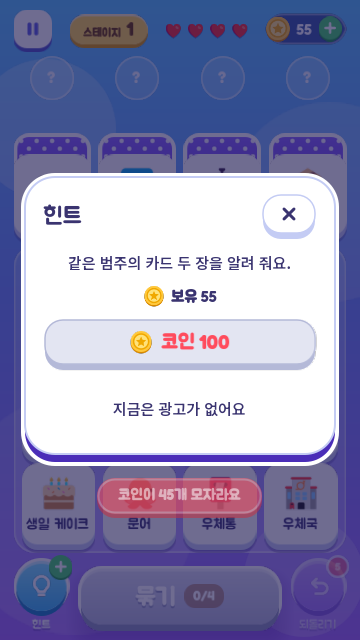 스테이지 1
55
? ? ? ?
힌트
같은 범주의 카드 두 장을 알려 줘요.
보유 55
코인 100
지금은 광고가 없어요
코인이 45개 모자라요
생일 케이크 문어 우체통 우체국
묶기 0/4
5
힌트 되돌리기